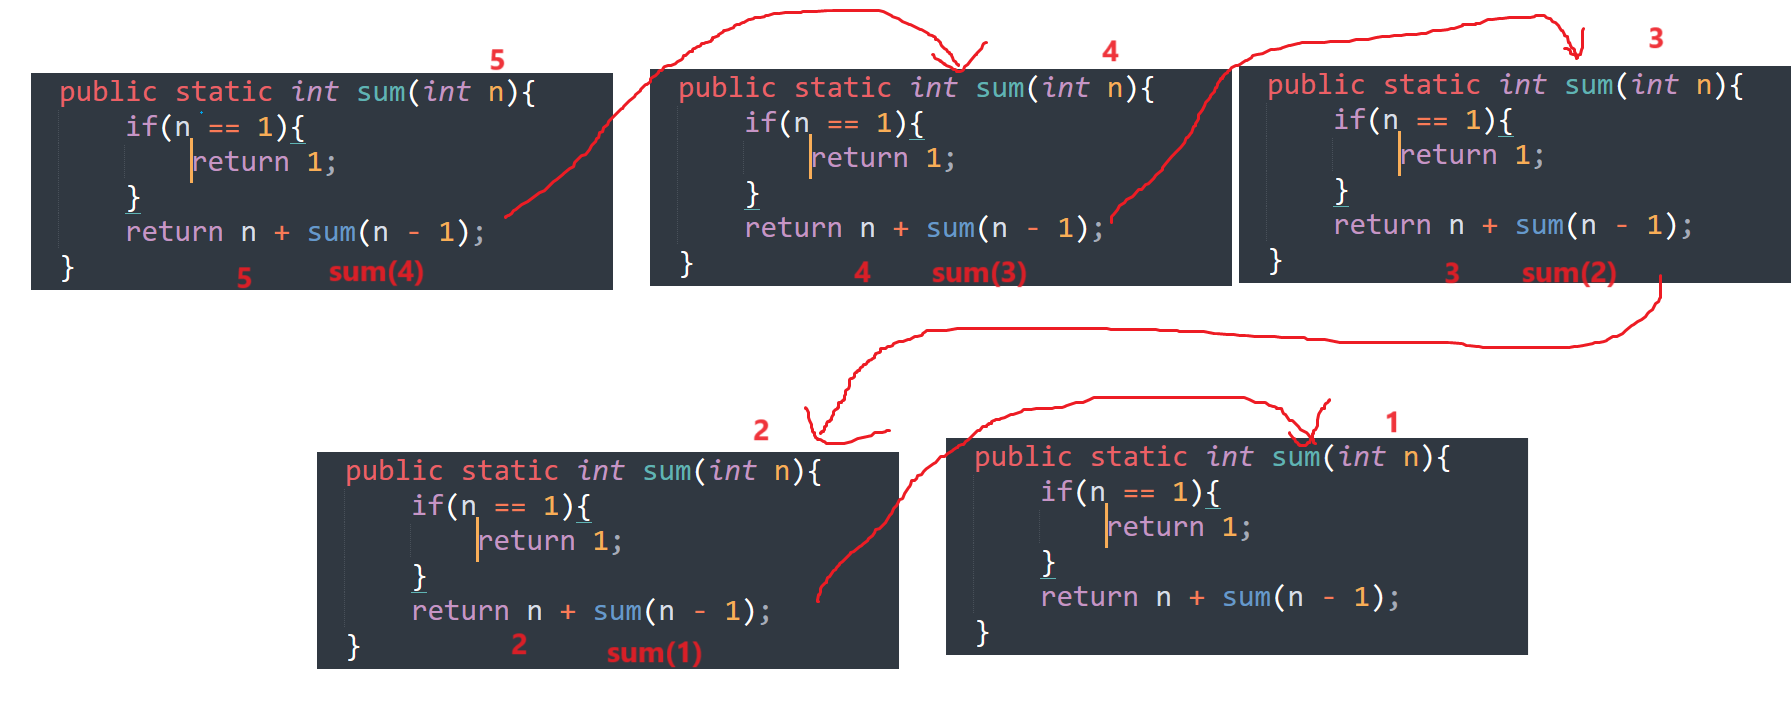 5
public static int sum(int n){
if(n == 1){
return 1;
}
return n + sum(n - 1);
}
5 sum(4)
4
public static int sum(int n){
if(n == 1){
return 1;
}
return n + sum(n - 1);
}
4 sum(3)
3
public static int sum(int n){
if(n == 1){
return 1;
}
return n + sum(n - 1);
}
3 sum(2)
2
public static int sum(int n){
if(n == 1){
return 1;
}
return n + sum(n - 1);
}
2 sum(1)
1
public static int sum(int n){
if(n == 1){
return 1;
}
return n + sum(n - 1);
}